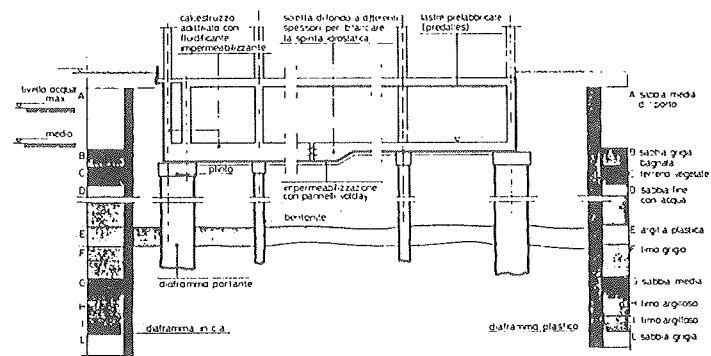 calcestruzzo
additivato con
fluidificante
impermeabilizzante
soletta di fondo a differenti
spessori per bilanciare
la spinta idrostatica
lastre prefabbricate
(predalles)
livello acqua
max
medio
A
B
C
D
E
F
G
H
I
L
plinto
impermeabilizzazione
con pannelli volclay
bentonite
diaframma portante
diaframma in c.a.
diaframma plastico
A sabbia media
di riporto
B sabbia grigia
bagnata
C terreno vegetale
D sabbia fine
con acqua
E argilla plastica
F limo grigio
G sabbia media
H limo argilloso
I limo argilloso
L sabbia grigia